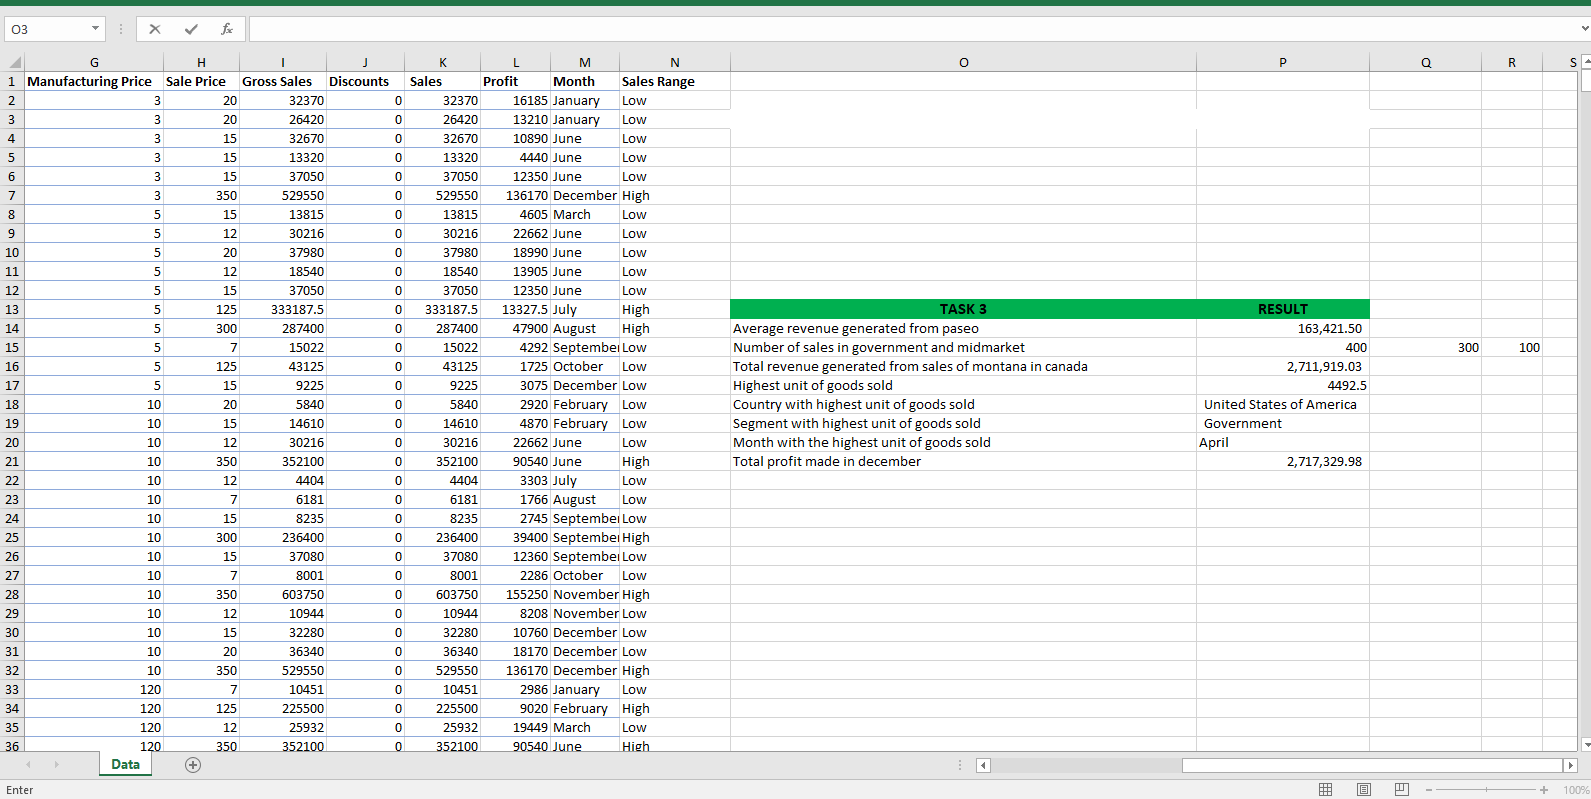 O3 fx
G H I J K L M N O P Q R S
1 Manufacturing Price Sale Price Gross Sales Discounts Sales Profit Month Sales Range
2 3 20 32370 0 32370 16185 January Low
3 3 20 26420 0 26420 13210 January Low
4 3 15 32670 0 32670 10890 June Low
5 3 15 13320 0 13320 4440 June Low
6 3 15 37050 0 37050 12350 June Low
7 3 350 529550 0 529550 136170 December High
8 5 15 13815 0 13815 4605 March Low
9 5 12 30216 0 30216 22662 June Low
10 5 20 37980 0 37980 18990 June Low
11 5 12 18540 0 18540 13905 June Low
12 5 15 37050 0 37050 12350 June Low
13 5 125 333187.5 0 333187.5 13327.5 July High TASK 3 RESULT
14 5 300 287400 0 287400 47900 August High Average revenue generated from paseo 163,421.50
15 5 7 15022 0 15022 4292 September Low Number of sales in government and midmarket 400 300 100
16 5 125 43125 0 43125 1725 October Low Total revenue generated from sales of montana in canada 2,711,919.03
17 5 15 9225 0 9225 3075 December Low Highest unit of goods sold 4492.5
18 10 20 5840 0 5840 2920 February Low Country with highest unit of goods sold United States of America
19 10 15 14610 0 14610 4870 February Low Segment with highest unit of goods sold Government
20 10 12 30216 0 30216 22662 June Low Month with the highest unit of goods sold April
21 10 350 352100 0 352100 90540 June High Total profit made in december 2,717,329.98
22 10 12 4404 0 4404 3303 July Low
23 10 7 6181 0 6181 1766 August Low
24 10 15 8235 0 8235 2745 September Low
25 10 300 236400 0 236400 39400 September High
26 10 15 37080 0 37080 12360 September Low
27 10 7 8001 0 8001 2286 October Low
28 10 350 603750 0 603750 155250 November High
29 10 12 10944 0 10944 8208 November Low
30 10 15 32280 0 32280 10760 December Low
31 10 20 36340 0 36340 18170 December Low
32 10 350 529550 0 529550 136170 December High
33 120 7 10451 0 10451 2986 January Low
34 120 125 225500 0 225500 9020 February High
35 120 12 25932 0 25932 19449 March Low
36 120 350 352100 0 352100 90540 June High
Data
Enter 100%